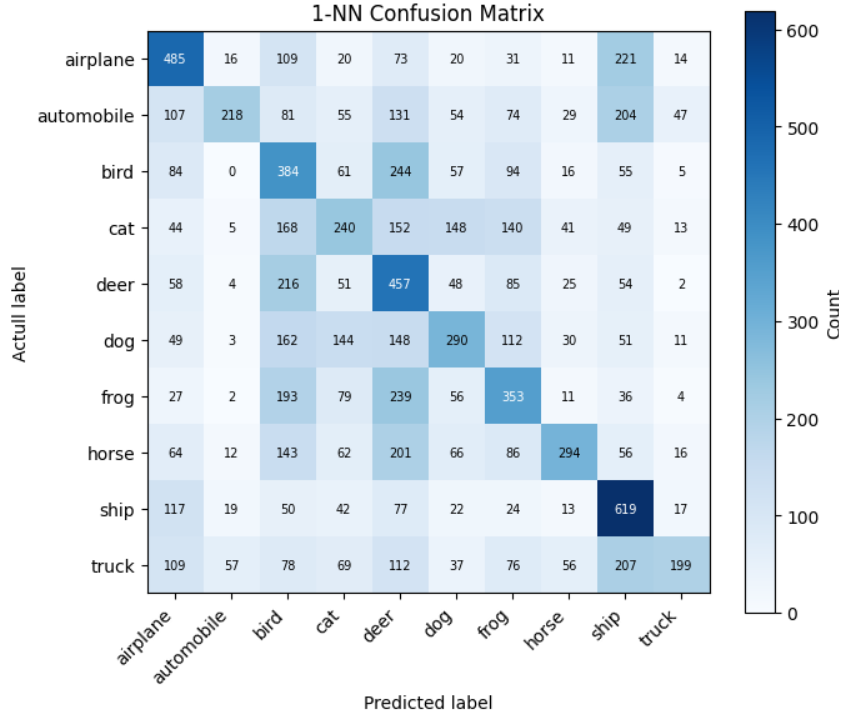 1-NN Confusion Matrix
airplane 485 16 109 20 73 20 31 11 221 14
automobile 107 218 81 55 131 54 74 29 204 47
bird 84 0 384 61 244 57 94 16 55 5
cat 44 5 168 240 152 148 140 41 49 13
deer 58 4 216 51 457 48 85 25 54 2
dog 49 3 162 144 148 290 112 30 51 11
frog 27 2 193 79 239 56 353 11 36 4
horse 64 12 143 62 201 66 86 294 56 16
ship 117 19 50 42 77 22 24 13 619 17
truck 109 57 78 69 112 37 76 56 207 199
airplane automobile bird cat deer dog frog horse ship truck
Predicted label
Actull label
600
500
400
300
200
100
0
Count